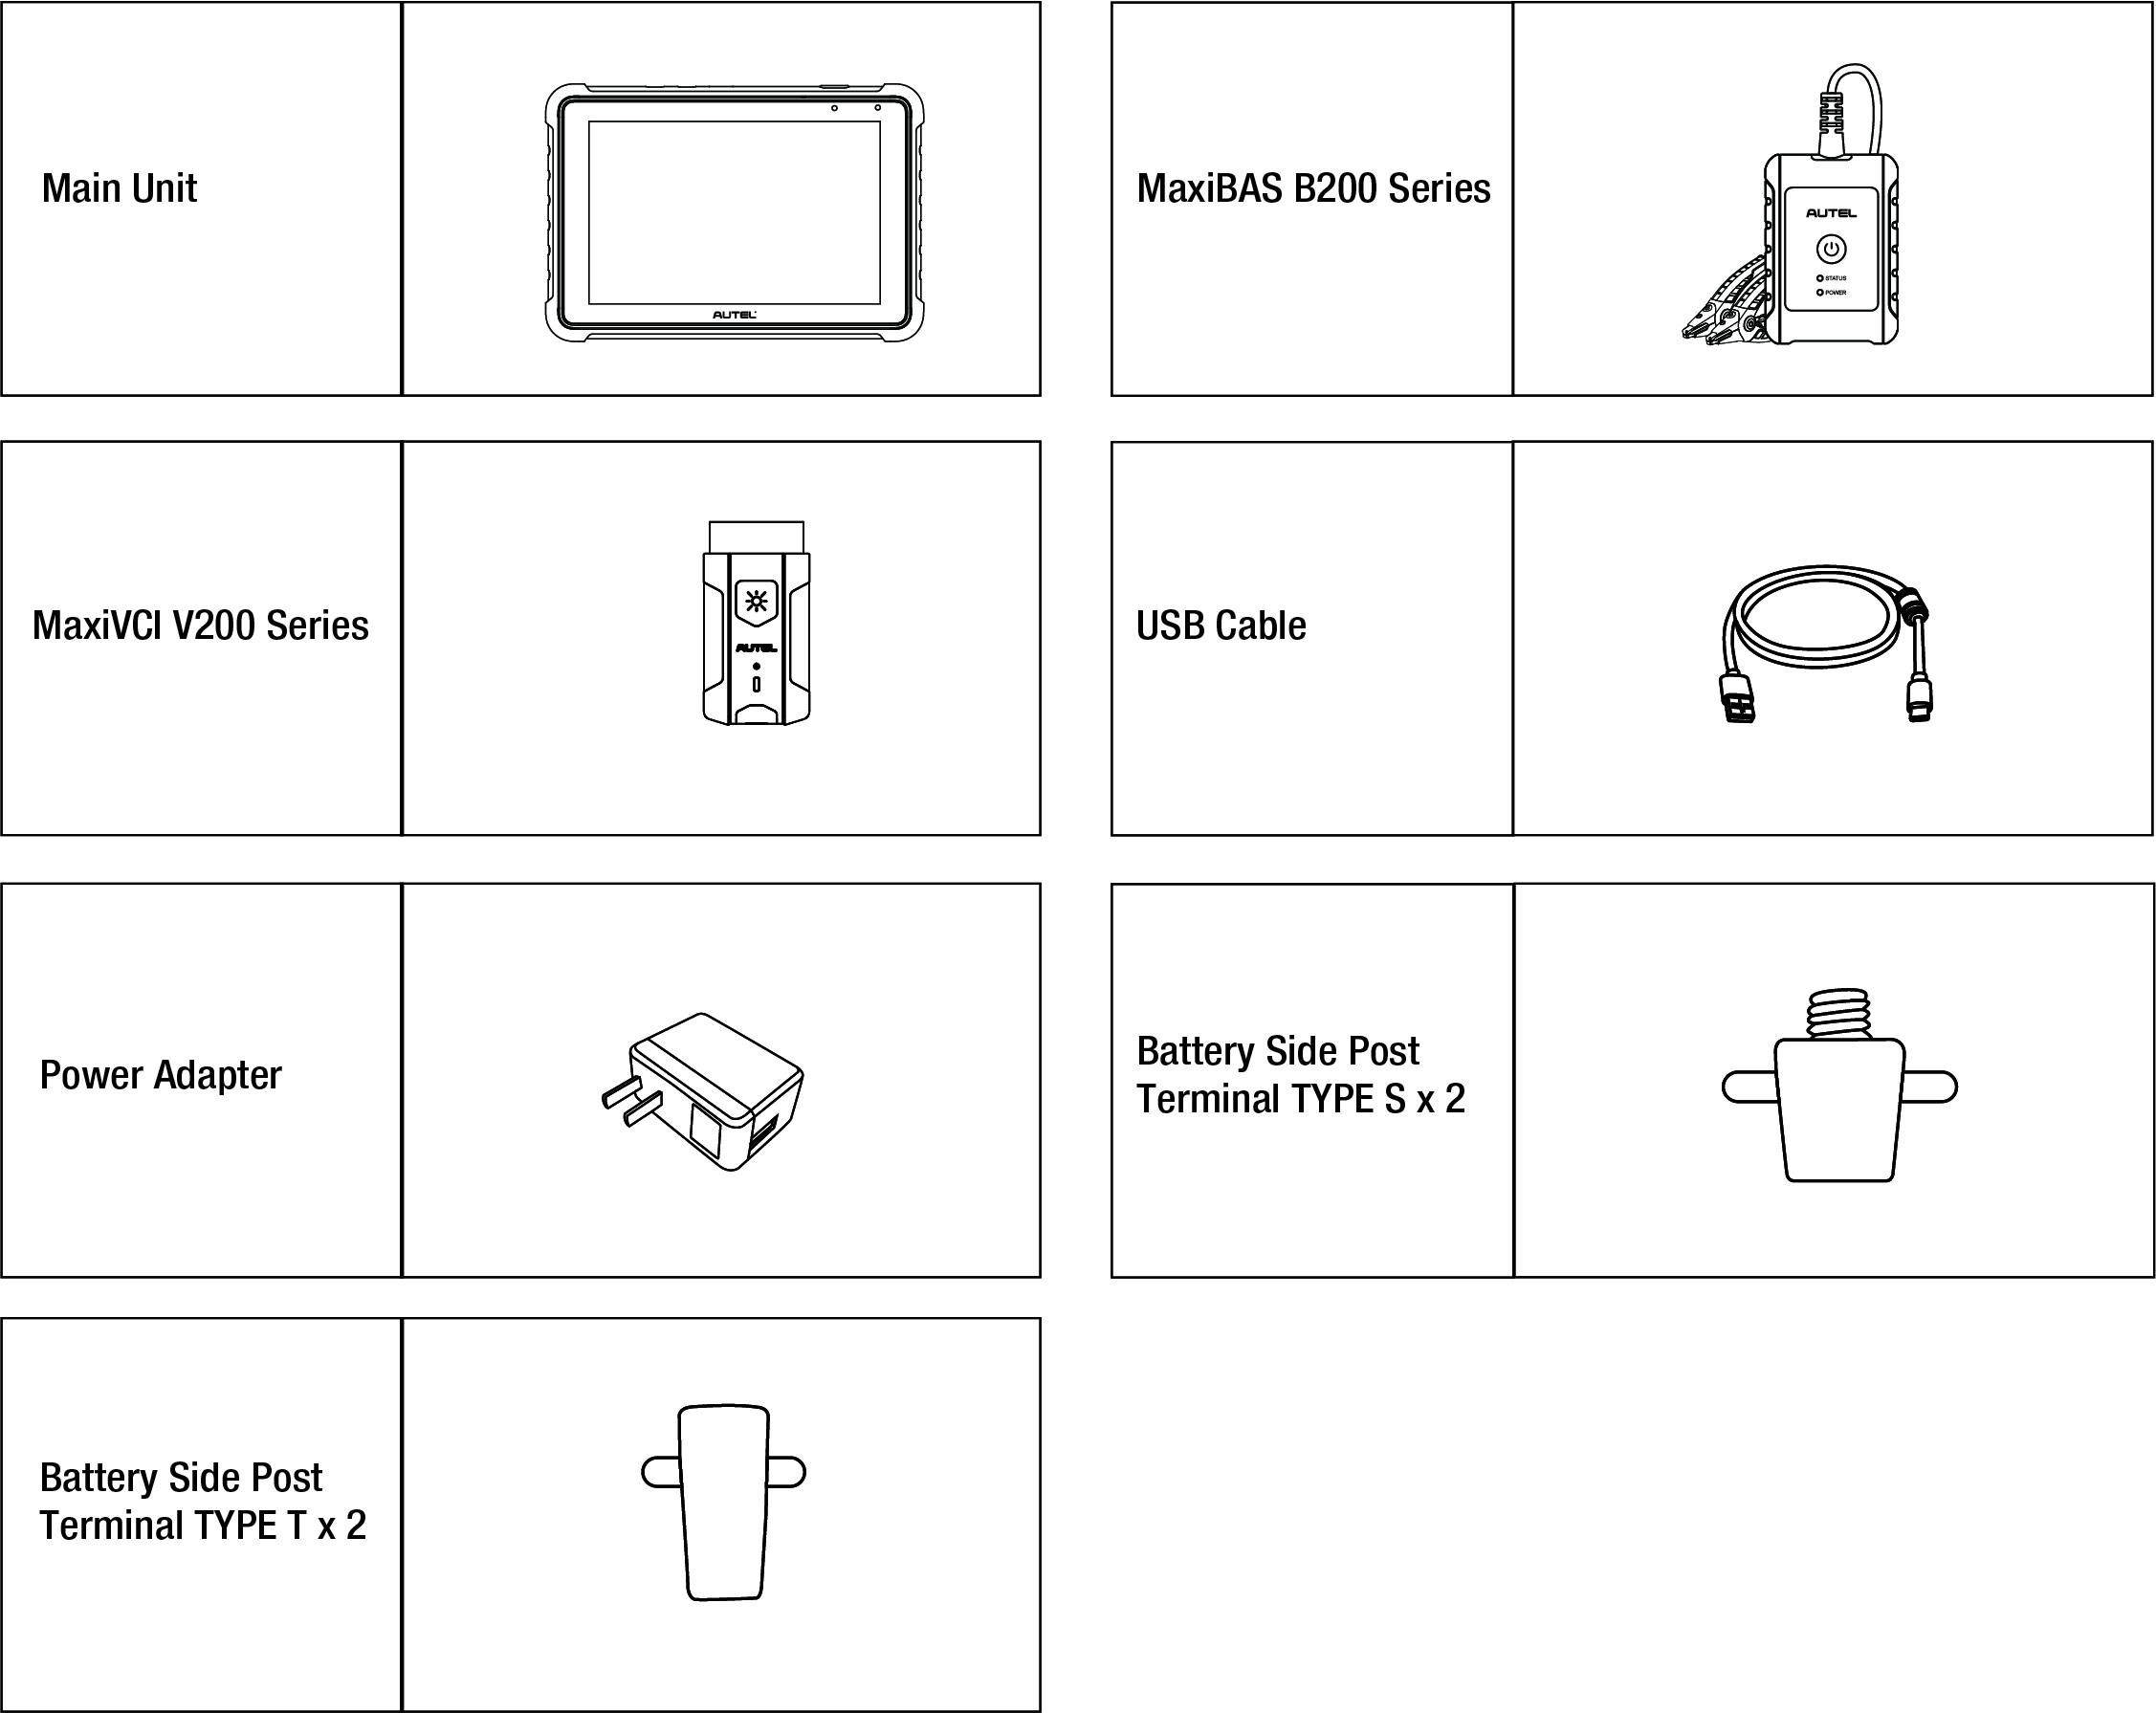 Main Unit
AUTEL
MaxiBAS B200 Series
AUTEL
STATUS
POWER
MaxiVCI V200 Series
AUTEL
USB Cable
Power Adapter
Battery Side Post
Terminal TYPE S x 2
Battery Side Post
Terminal TYPE T x 2